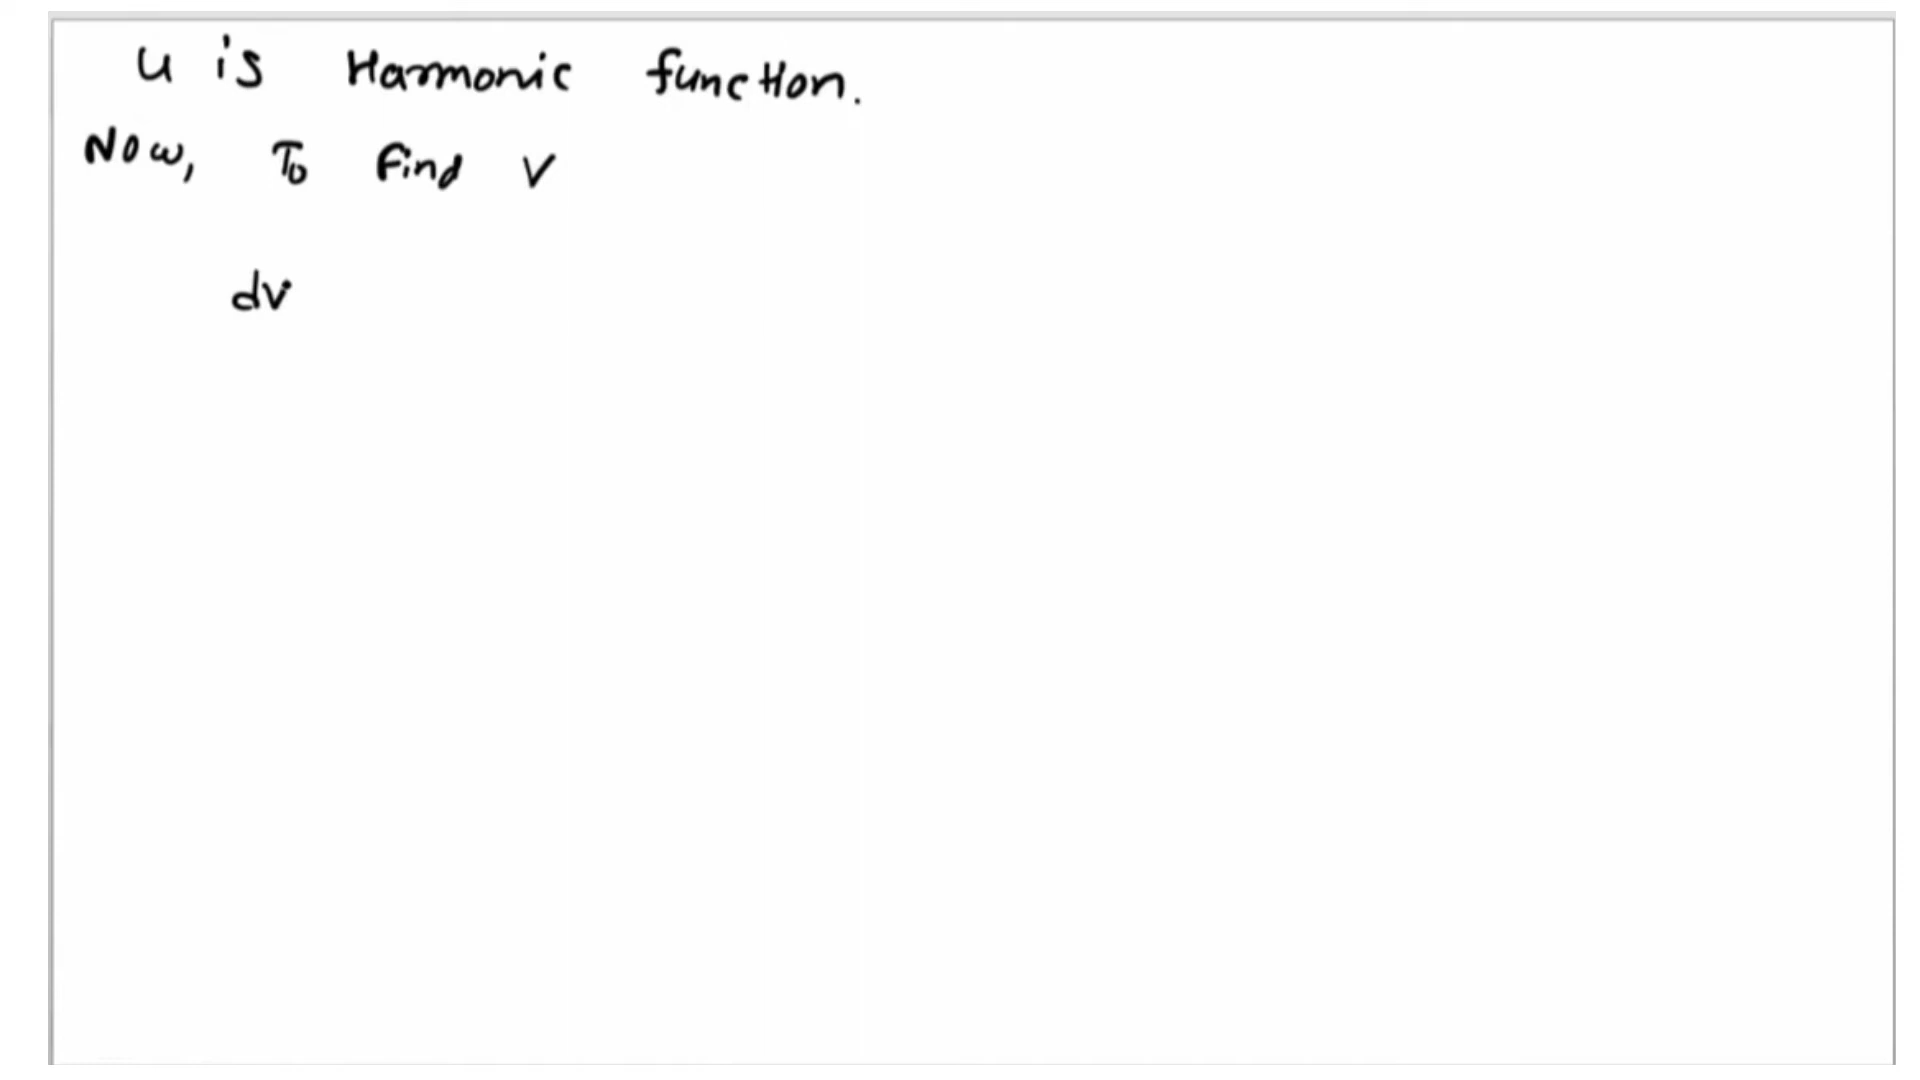 u is Harmonic function.
Now, To find v
dv